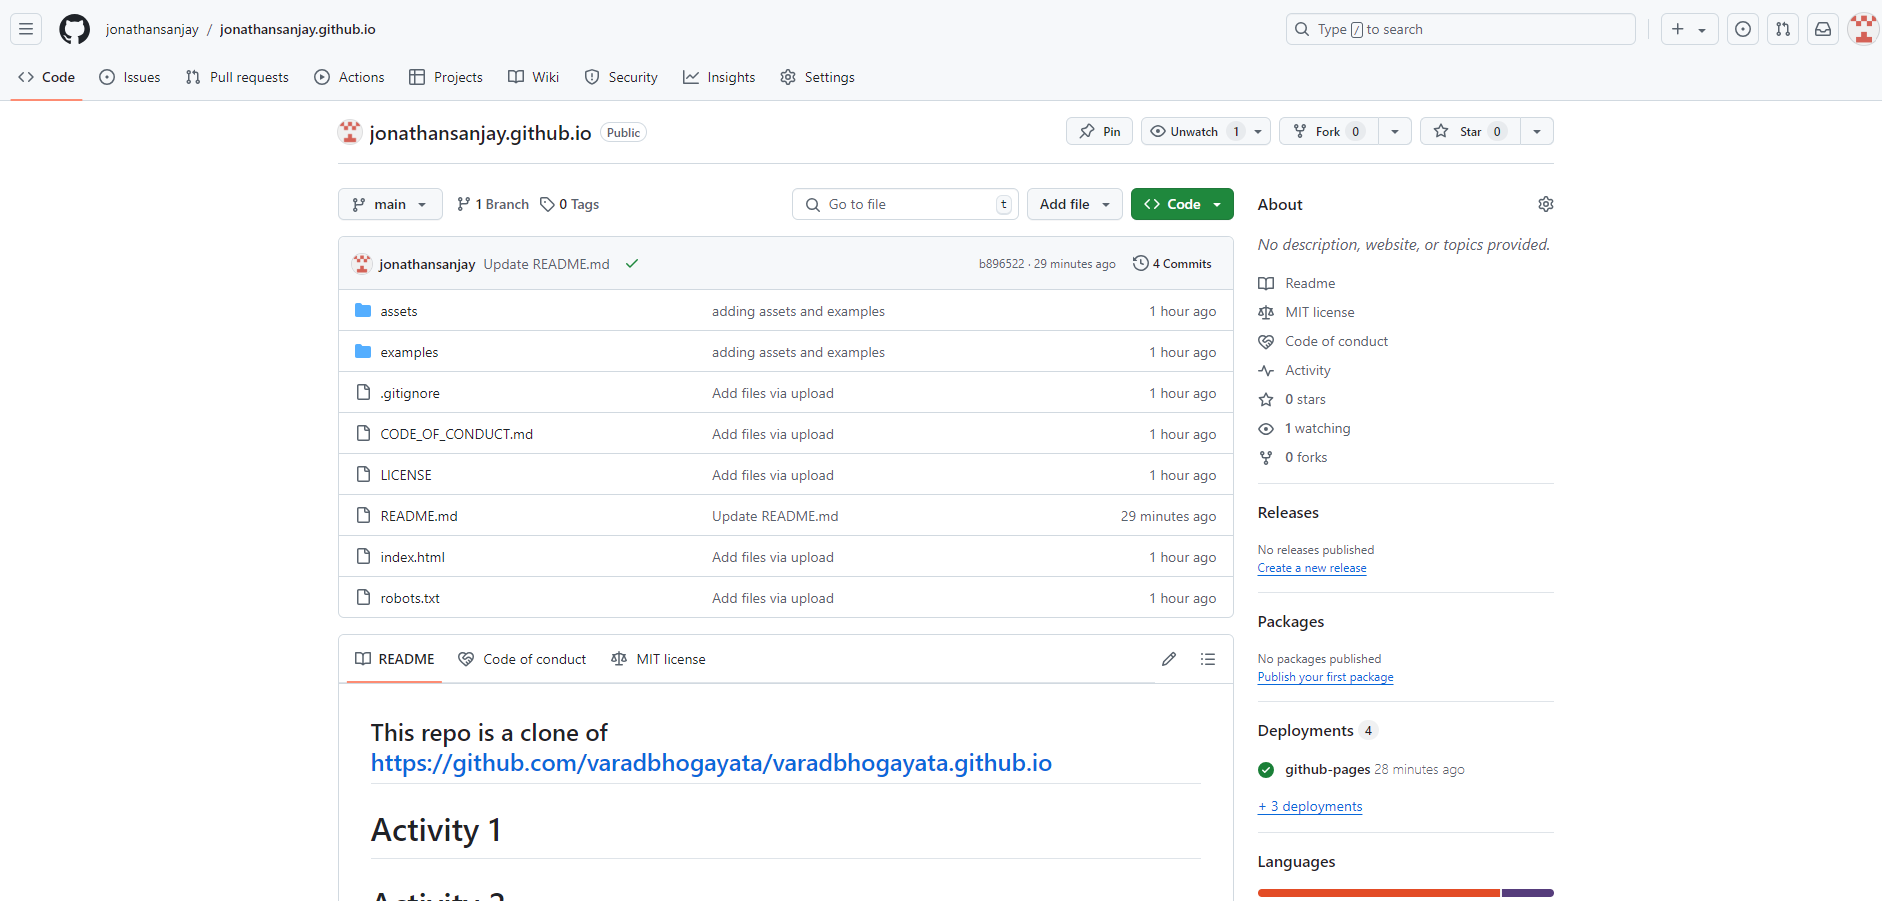 jonathansanjay / jonathansanjay.github.io
Type / to search
Code Issues Pull requests Actions Projects Wiki Security Insights Settings
jonathansanjay.github.io Public
Pin Unwatch 1 Fork 0 Star 0
main 1 Branch 0 Tags
Go to file t Add file Code
jonathansanjay Update README.md b896522 · 29 minutes ago 4 Commits
assets adding assets and examples 1 hour ago
examples adding assets and examples 1 hour ago
.gitignore Add files via upload 1 hour ago
CODE_OF_CONDUCT.md Add files via upload 1 hour ago
LICENSE Add files via upload 1 hour ago
README.md Update README.md 29 minutes ago
index.html Add files via upload 1 hour ago
robots.txt Add files via upload 1 hour ago
README Code of conduct MIT license
This repo is a clone of
https://github.com/varadbhogayata/varadbhogayata.github.io
Activity 1
Activity 2
About
No description, website, or topics provided.
Readme
MIT license
Code of conduct
Activity
0 stars
1 watching
0 forks
Releases
No releases published
Create a new release
Packages
No packages published
Publish your first package
Deployments 4
github-pages 28 minutes ago
+ 3 deployments
Languages